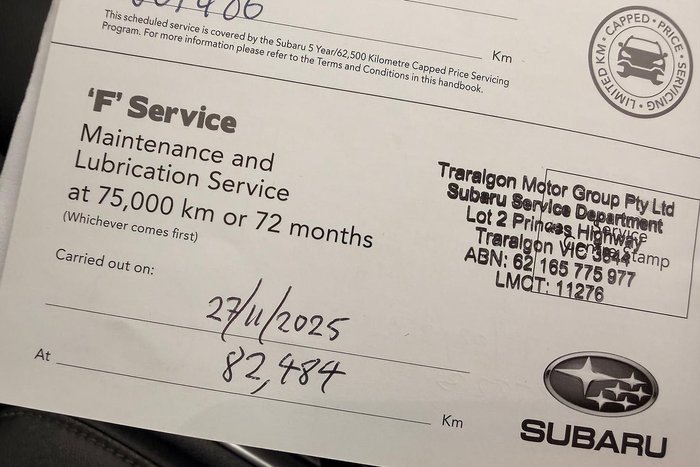 Km
This scheduled service is covered by the Subaru 5 Year/62,500 Kilometre Capped Price Servicing
Program. For more information please refer to the Terms and Conditions in this handbook.
CAPPED • PRICE • SERVICING • LIMITED KM •
'F' Service
Maintenance and
Lubrication Service
at 75,000 km or 72 months
(Whichever comes first)
Traralgon Motor Group Pty Ltd
Subaru Service Department
Lot 2 Princes Highway
Traralgon VIC 3844
ABN: 62 165 775 977
LMCT: 11276
Service
Centre Stamp
Carried out on:
27/11/2025
At
82,484
Km
SUBARU